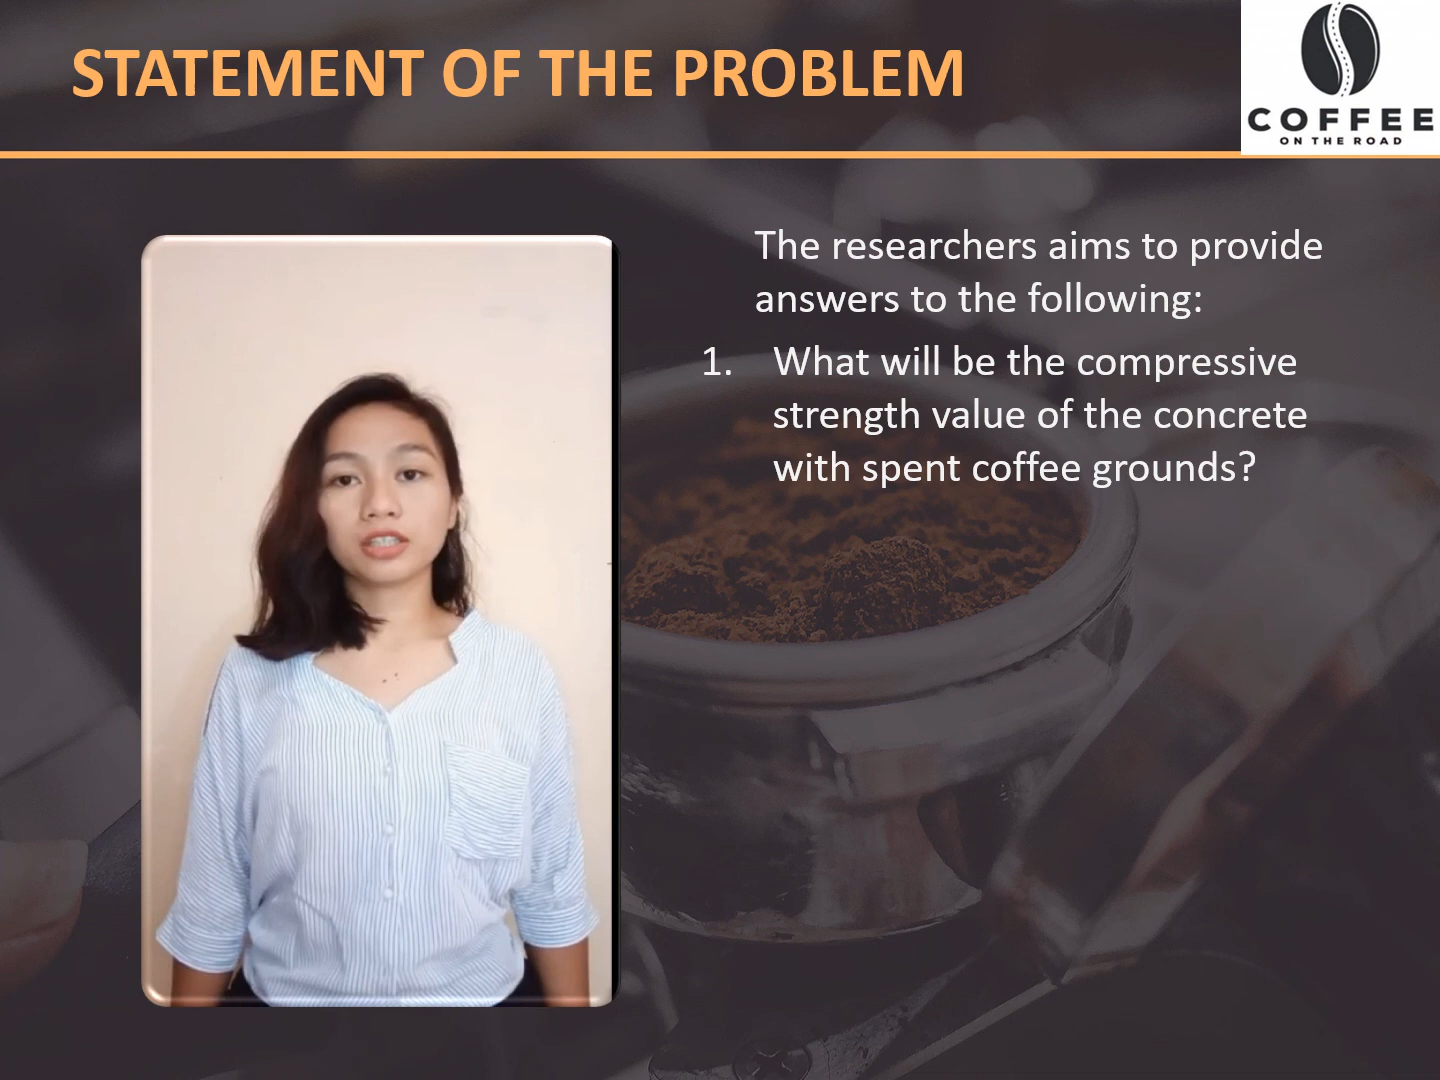 STATEMENT OF THE PROBLEM
COFFEE
ON THE ROAD
The researchers aims to provide
answers to the following:
1. What will be the compressive
strength value of the concrete
with spent coffee grounds?